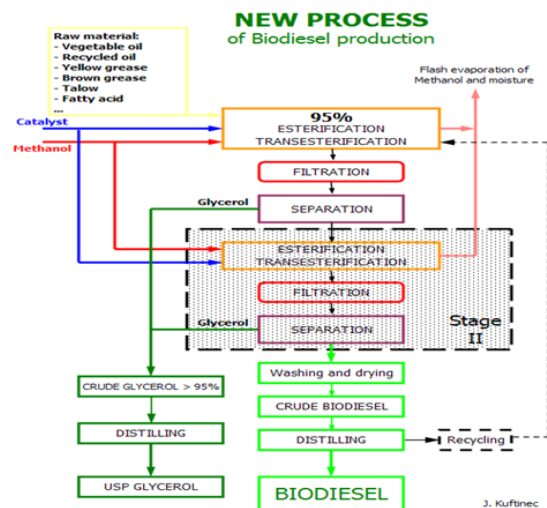 NEW PROCESS
of Biodiesel production
Raw material:
- Vegetable oil
- Recycled oil
- Yellow grease
- Brown grease
- Talow
- Fatty acid
...
Flash evaporation of
Methanol and moisture
Catalyst
Methanol
95%
ESTERIFICATION
TRANSESTERIFICATION
FILTRATION
Glycerol
SEPARATION
ESTERIFICATION
TRANSESTERIFICATION
FILTRATION
Glycerol
SEPARATION
Stage
II
Washing and drying
CRUDE GLYCEROL > 95%
CRUDE BIODIESEL
DISTILLING
DISTILLING
Recycling
USP GLYCEROL
BIODIESEL
J. Kuftinec